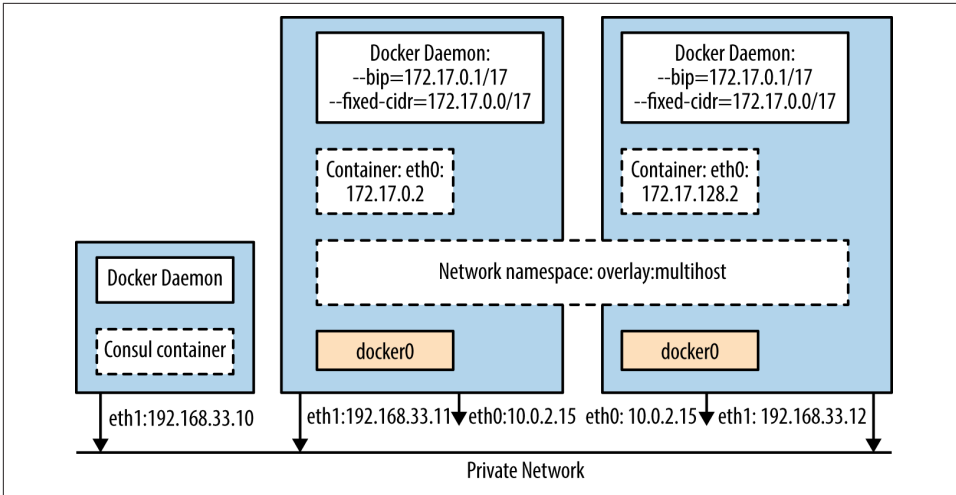 Docker Daemon:
--bip=172.17.0.1/17
--fixed-cidr=172.17.0.0/17
Docker Daemon:
--bip=172.17.0.1/17
--fixed-cidr=172.17.0.0/17
Container: eth0:
172.17.0.2
Container: eth0:
172.17.128.2
Network namespace: overlay:multihost
Docker Daemon
Consul container
docker0
docker0
eth1:192.168.33.10
eth1:192.168.33.11
eth0:10.0.2.15
eth0: 10.0.2.15
eth1: 192.168.33.12
Private Network